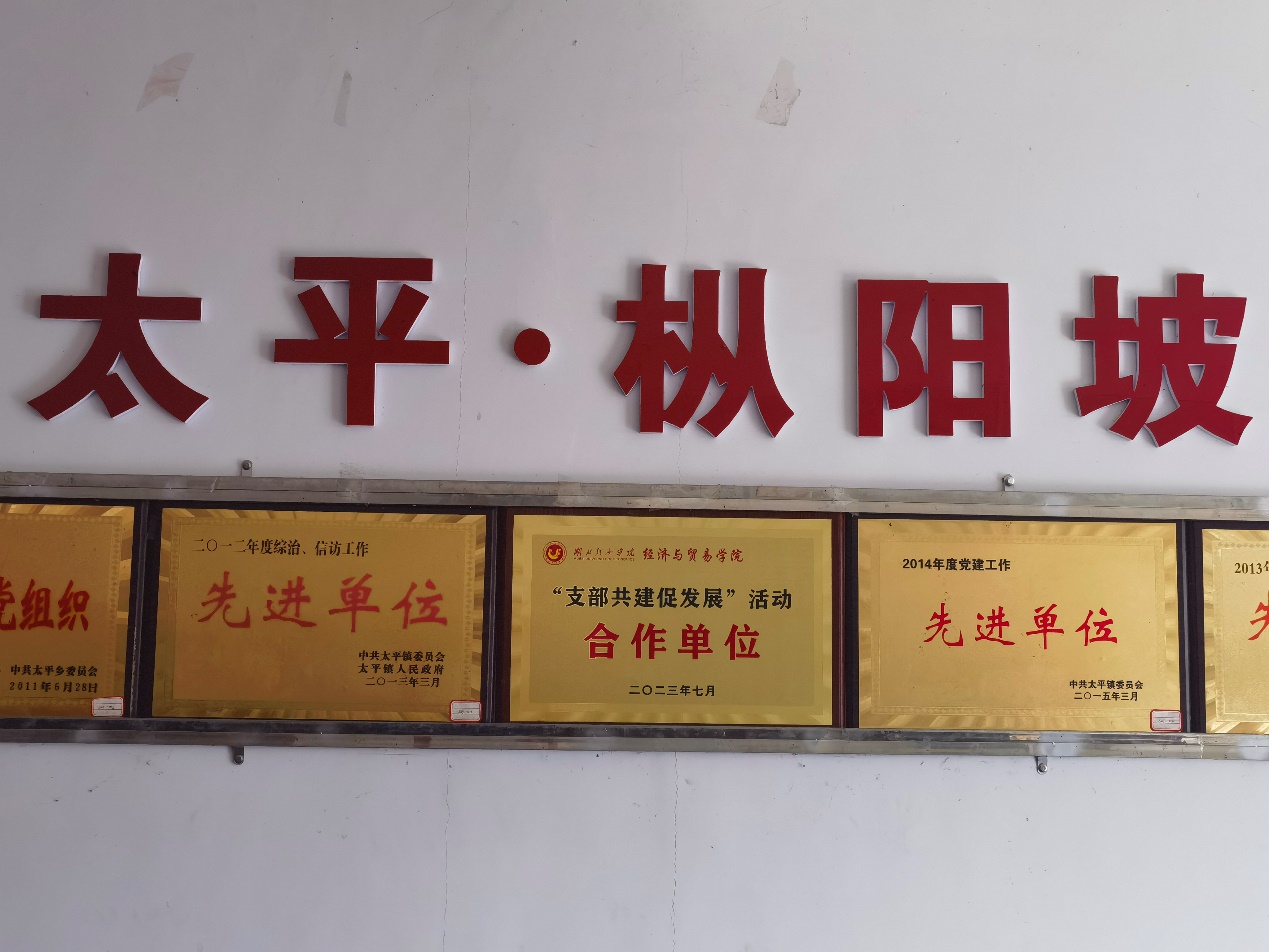 太平·枞阳坡
党组织
中共太平乡委员会
2011年6月28日
二〇一二年度综治、信访工作
先进单位
中共太平镇委员会
太平镇人民政府
二〇一三年三月
经济与贸易学院
“支部共建促发展”活动
合作单位
二〇二三年七月
2014年度党建工作
先进单位
中共太平镇委员会
二〇一五年三月
2013年
先